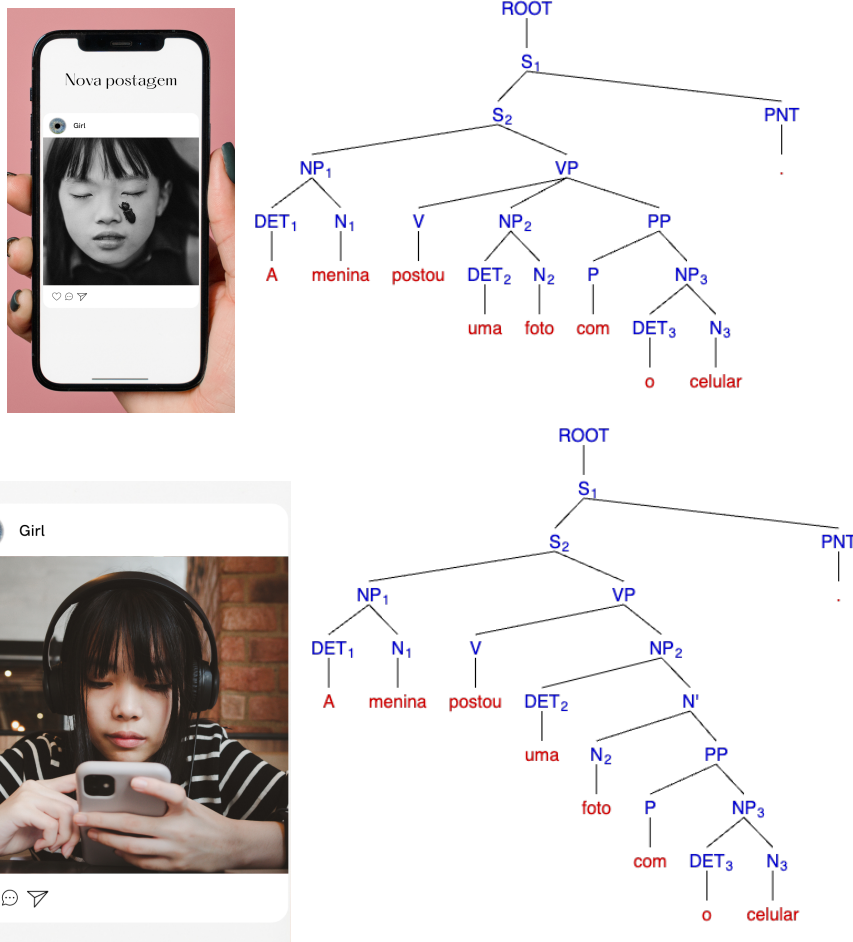 Nova postagem
Girl
ROOT
S1
S2 PNT
NP1 VP .
DET1 N1 V NP2 PP
A menina postou DET2 N2 P NP3
uma foto com DET3 N3
o celular
Girl
ROOT
S1
S2 PNT
NP1 VP .
DET1 N1 V NP2
A menina postou DET2 N'
uma N2 PP
foto P NP3
com DET3 N3
o celular